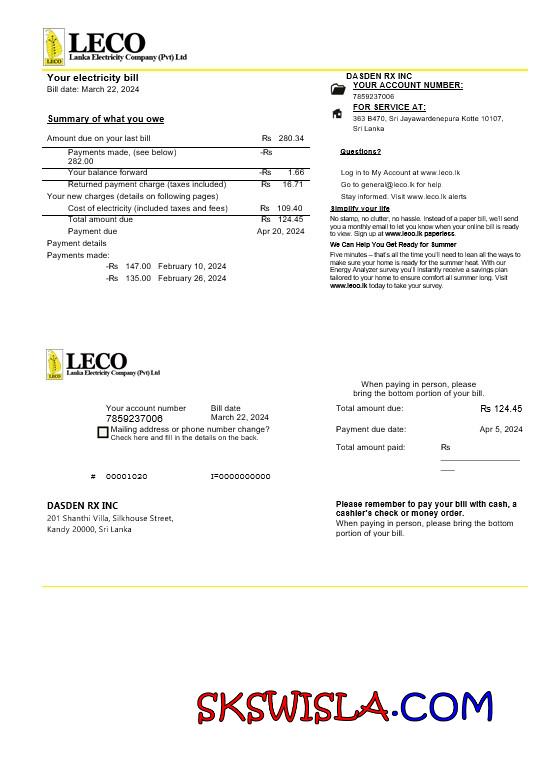 LECO
Lanka Electricity Company (Pvt) Ltd
Your electricity bill
Bill date: March 22, 2024
Summary of what you owe
Amount due on your last bill Rs 280.34
Payments made, (see below) -Rs
282.00
Your balance forward -Rs 1.66
Returned payment charge (taxes included) Rs 16.71
Your new charges (details on following pages)
Cost of electricity (included taxes and fees) Rs 109.40
Total amount due Rs 124.45
Payment due Apr 20, 2024
Payment details
Payments made:
-Rs 147.00 February 10, 2024
-Rs 135.00 February 26, 2024
DASDEN RX INC
YOUR ACCOUNT NUMBER:
7859237006
FOR SERVICE AT:
363 B470, Sri Jayawardenepura Kotte 10107,
Sri Lanka
Questions?
Log in to My Account at www.leco.lk
Go to general@leco.lk for help
Stay informed. Visit www.leco.lk alerts
Simplify your life
No stamp, no clutter, no hassle. Instead of a paper bill, we'll send
you a monthly email to let you know when your online bill is ready
to view. Sign up at www.leco.lk paperless.
We Can Help You Get Ready for Summer
Five minutes – that's all the time you'll need to lean all the ways to
make sure your home is ready for the summer heat. With our
Energy Analyzer survey you'll instantly receive a savings plan
tailored to your home to ensure comfort all summer long. Visit
www.leco.lk today to take your survey.
LECO
Lanka Electricity Company (Pvt) Ltd
Your account number Bill date
7859237006 March 22, 2024
Mailing address or phone number change?
Check here and fill in the details on the back.
# 00001020 I=0000000000
DASDEN RX INC
201 Shanthi Villa, Silkhouse Street,
Kandy 20000, Sri Lanka
When paying in person, please
bring the bottom portion of your bill.
Total amount due: Rs 124.45
Payment due date: Apr 5, 2024
Total amount paid: Rs
Please remember to pay your bill with cash, a
cashier's check or money order.
When paying in person, please bring the bottom
portion of your bill.
SKSWISLA.COM